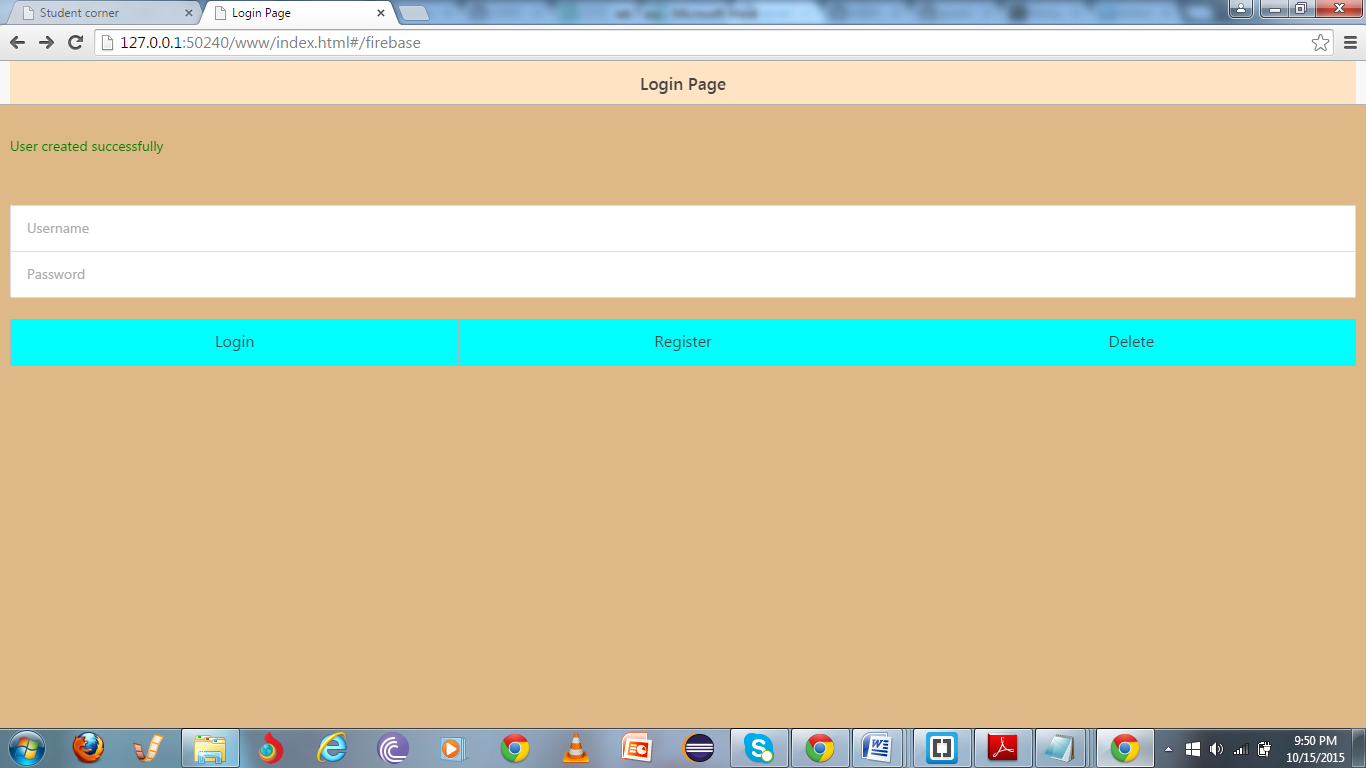 Student corner
Login Page
127.0.0.1:50240/www/index.html#/firebase
Login Page
User created successfully
Username
Password
Login Register Delete
9:50 PM
10/15/2015